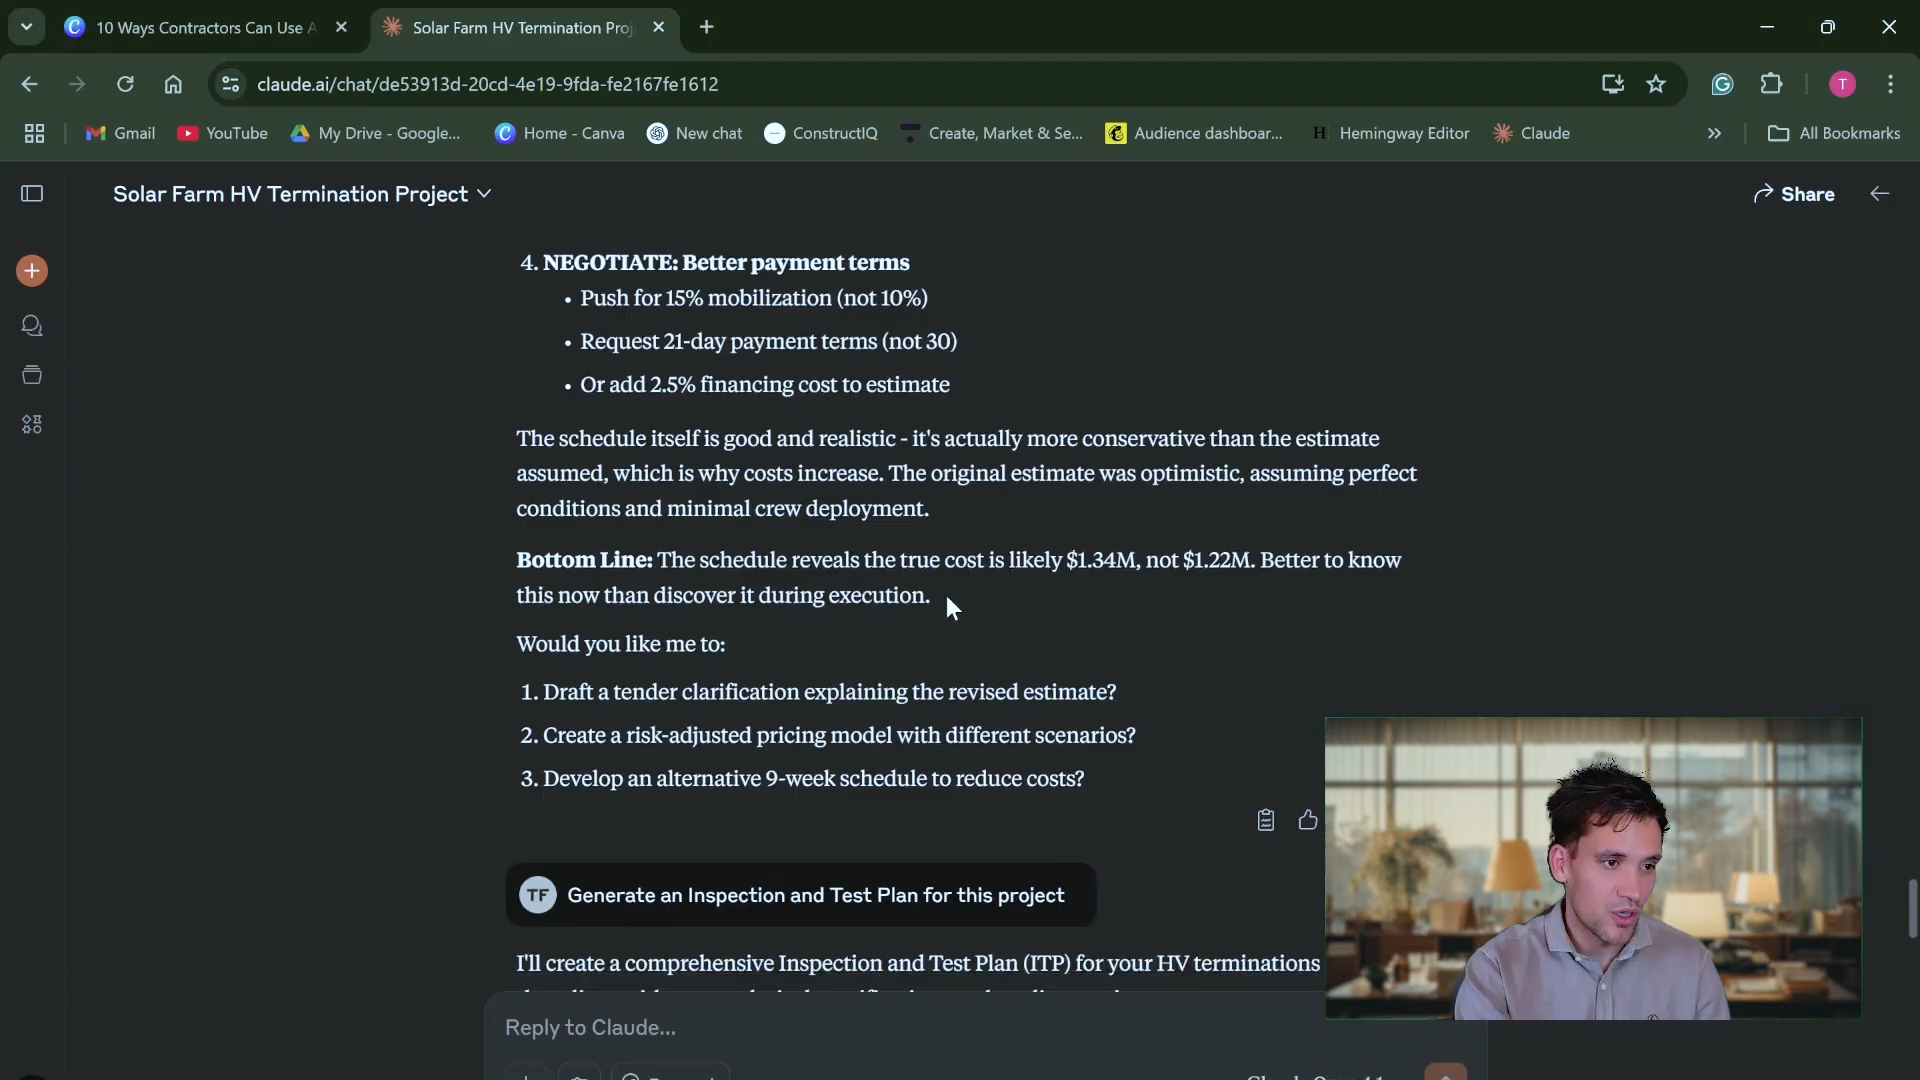 10 Ways Contractors Can Use A
Solar Farm HV Termination Proj
claude.ai/chat/de53913d-20cd-4e19-9fda-fe2167fe1612
T
Gmail
YouTube
My Drive - Google...
Home - Canva
New chat
ConstructIQ
Create, Market & Se...
Audience dashboar...
H Hemingway Editor
Claude
All Bookmarks
Solar Farm HV Termination Project
Share
4. NEGOTIATE: Better payment terms
• Push for 15% mobilization (not 10%)
• Request 21-day payment terms (not 30)
• Or add 2.5% financing cost to estimate
The schedule itself is good and realistic - it's actually more conservative than the estimate
assumed, which is why costs increase. The original estimate was optimistic, assuming perfect
conditions and minimal crew deployment.
Bottom Line: The schedule reveals the true cost is likely $1.34M, not $1.22M. Better to know
this now than discover it during execution.
Would you like me to:
1. Draft a tender clarification explaining the revised estimate?
2. Create a risk-adjusted pricing model with different scenarios?
3. Develop an alternative 9-week schedule to reduce costs?
TF Generate an Inspection and Test Plan for this project
I'll create a comprehensive Inspection and Test Plan (ITP) for your HV terminations
Reply to Claude...